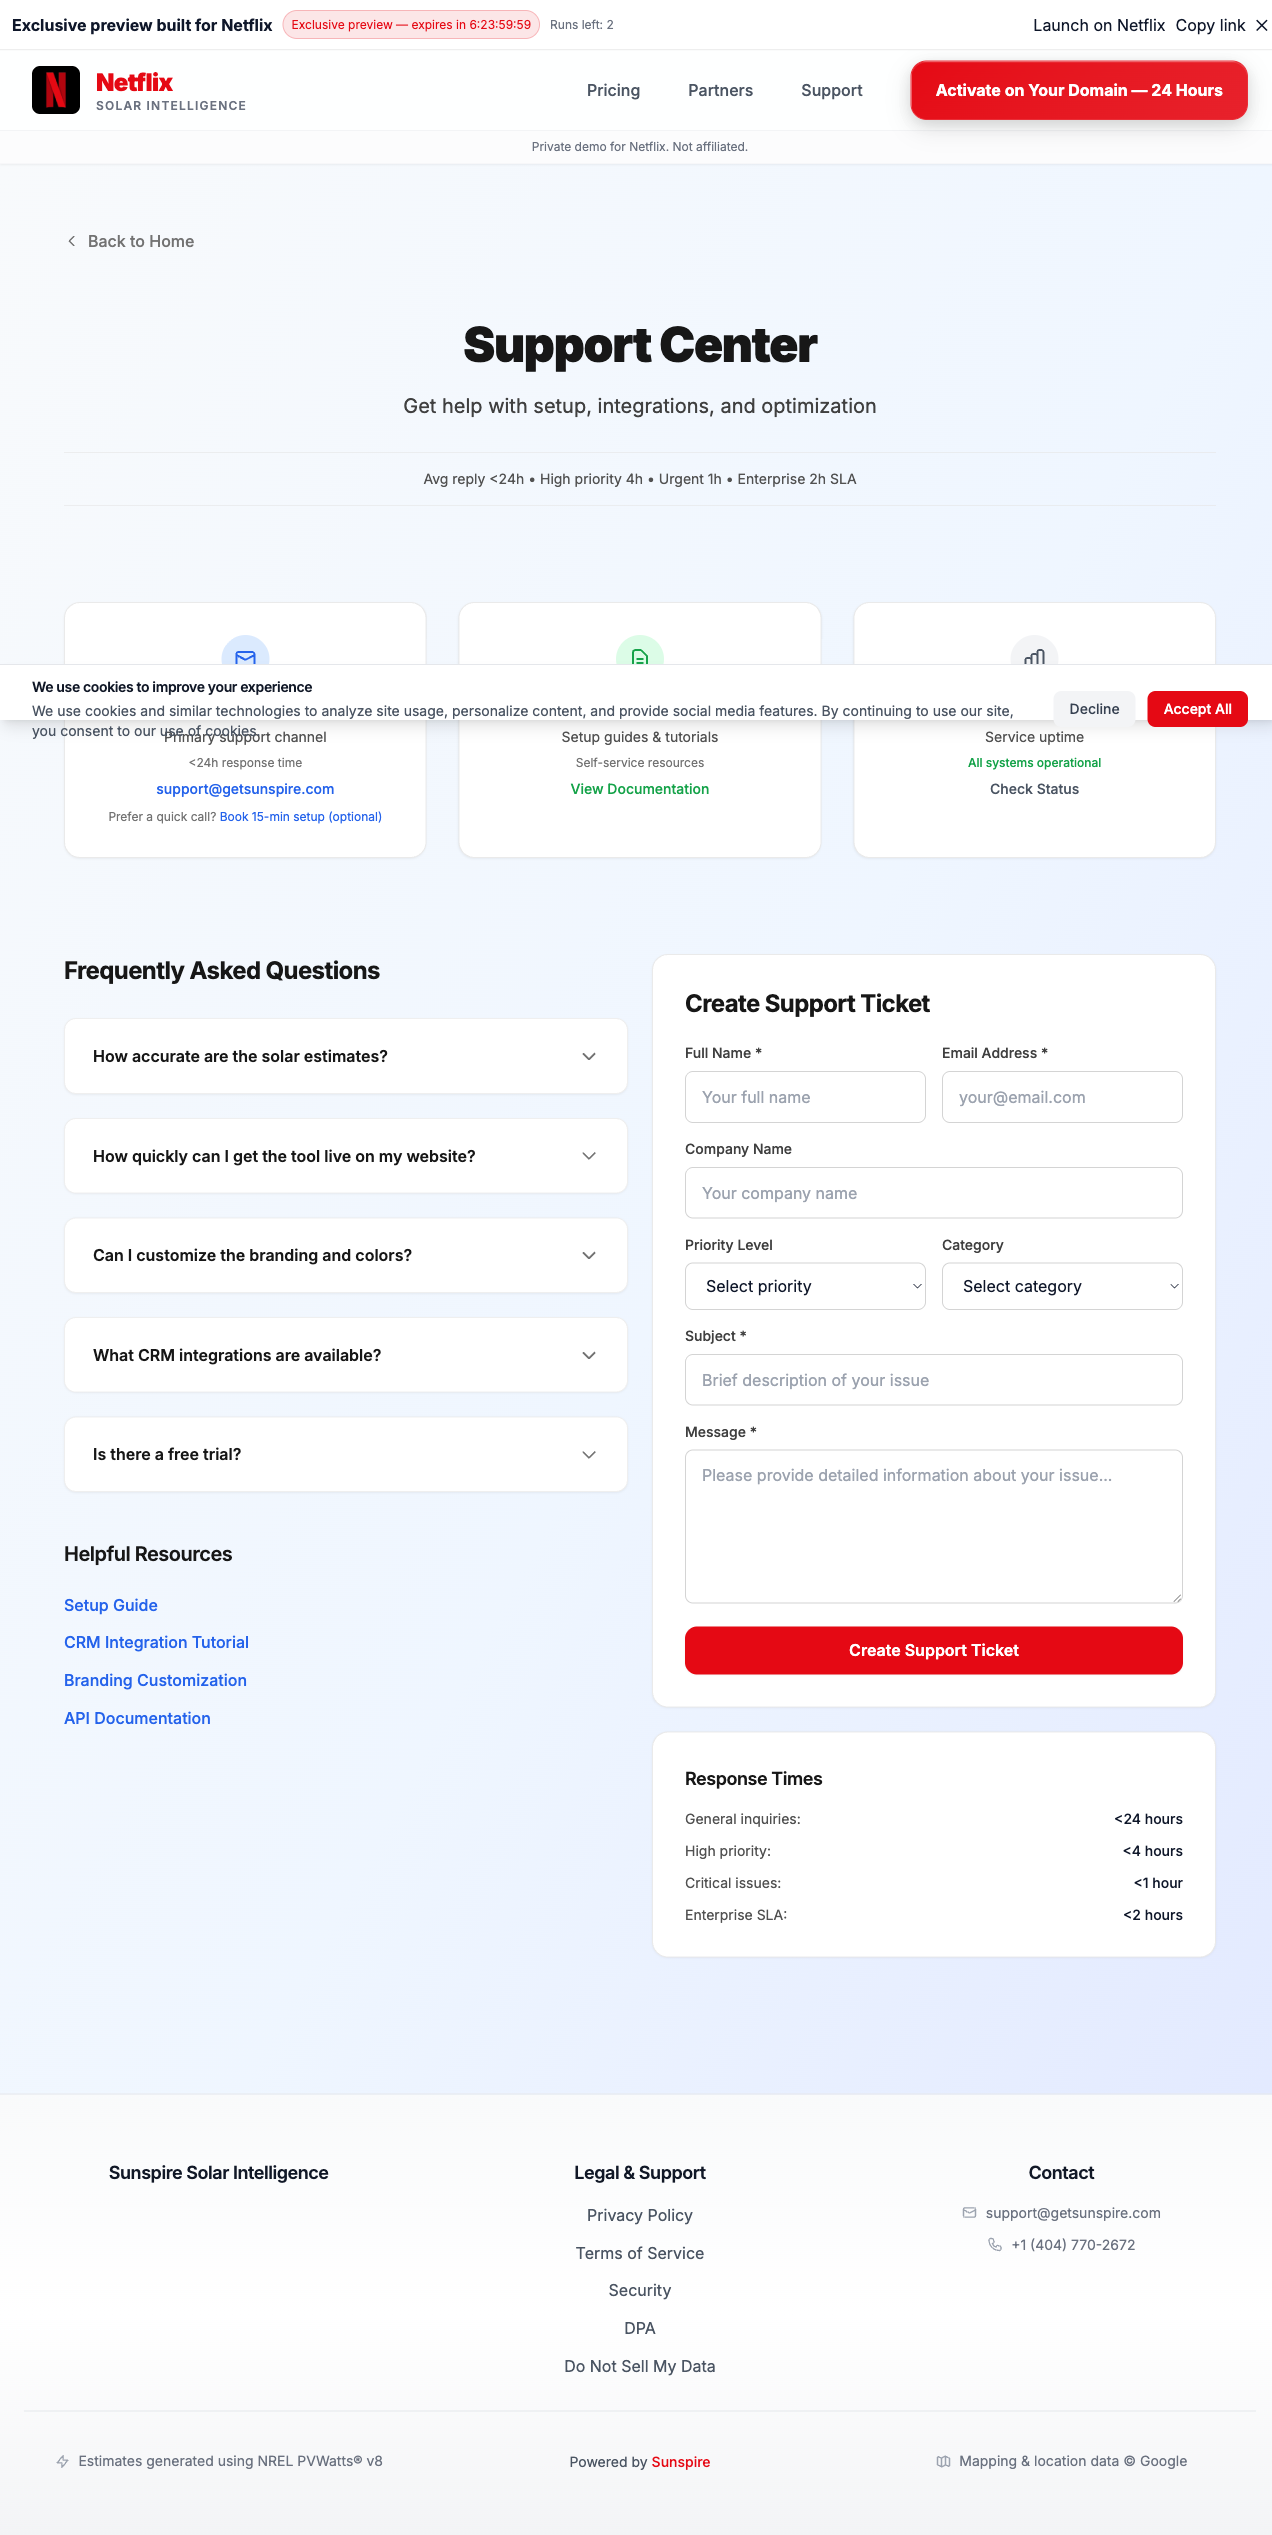 Exclusive preview built for Netflix
Exclusive preview — expires in 6:23:59:59
Runs left: 2
Launch on Netflix
Copy link
Netflix
SOLAR INTELLIGENCE
Pricing
Partners
Support
Activate on Your Domain — 24 Hours
Private demo for Netflix. Not affiliated.
Back to Home
Support Center
Get help with setup, integrations, and optimization
Avg reply <24h • High priority 4h • Urgent 1h • Enterprise 2h SLA
We use cookies to improve your experience
We use cookies and similar technologies to analyze site usage, personalize content, and provide social media features. By continuing to use our site,
you consent to our use of cookies.
Decline
Accept All
Primary support channel
<24h response time
support@getsunspire.com
Prefer a quick call? Book 15-min setup (optional)
Setup guides & tutorials
Self-service resources
View Documentation
Service uptime
All systems operational
Check Status
Frequently Asked Questions
How accurate are the solar estimates?
How quickly can I get the tool live on my website?
Can I customize the branding and colors?
What CRM integrations are available?
Is there a free trial?
Helpful Resources
Setup Guide
CRM Integration Tutorial
Branding Customization
API Documentation
Create Support Ticket
Full Name *
Email Address *
Your full name
your@email.com
Company Name
Your company name
Priority Level
Category
Select priority
Select category
Subject *
Brief description of your issue
Message *
Please provide detailed information about your issue...
Create Support Ticket
Response Times
General inquiries: <24 hours
High priority: <4 hours
Critical issues: <1 hour
Enterprise SLA: <2 hours
Sunspire Solar Intelligence
Legal & Support
Privacy Policy
Terms of Service
Security
DPA
Do Not Sell My Data
Contact
support@getsunspire.com
+1 (404) 770-2672
Estimates generated using NREL PVWatts® v8
Powered by Sunspire
Mapping & location data © Google